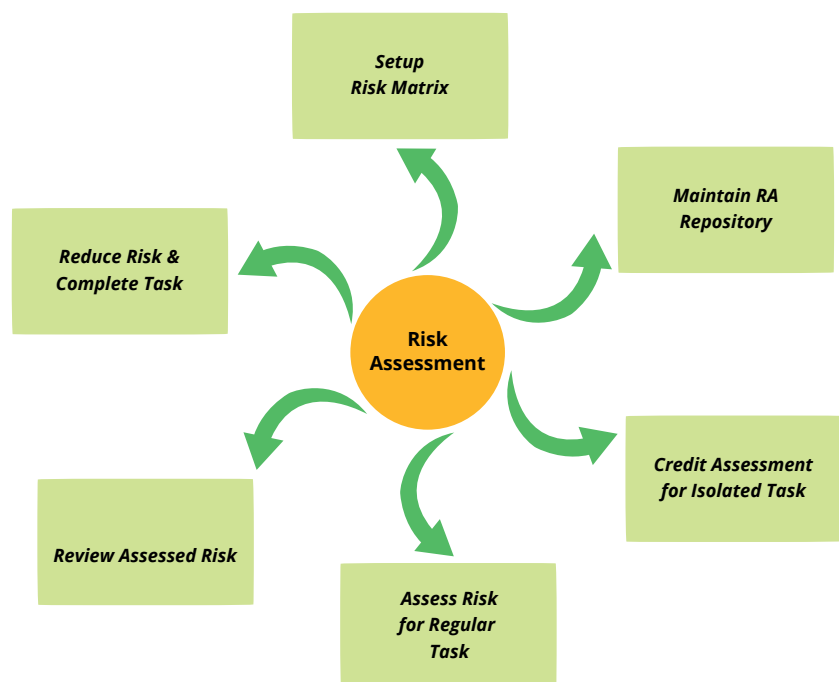 Setup
Risk Matrix
Maintain RA
Repository
Reduce Risk &
Complete Task
Risk
Assessment
Credit Assessment
for Isolated Task
Review Assessed Risk
Assess Risk
for Regular
Task